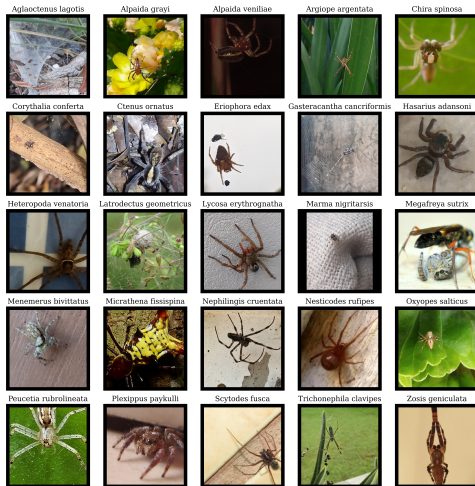 Aglaoctenus lagotis
Alpaida grayi
Alpaida veniliae
Argiope argentata
Chira spinosa
Corythalia conferta
Ctenus ornatus
Eriophora edax
Gasteracantha cancriformis
Hasarius adansoni
Heteropoda venatoria
Latrodectus geometricus
Lycosa erythrognatha
Marma nigritarsis
Megafreya sutrix
Menemerus bivittatus
Micrathena fissispina
Nephilingis cruentata
Nesticodes rufipes
Oxyopes salticus
Peucetia rubrolineata
Plexippus paykulli
Scytodes fusca
Trichonephila clavipes
Zosis geniculata